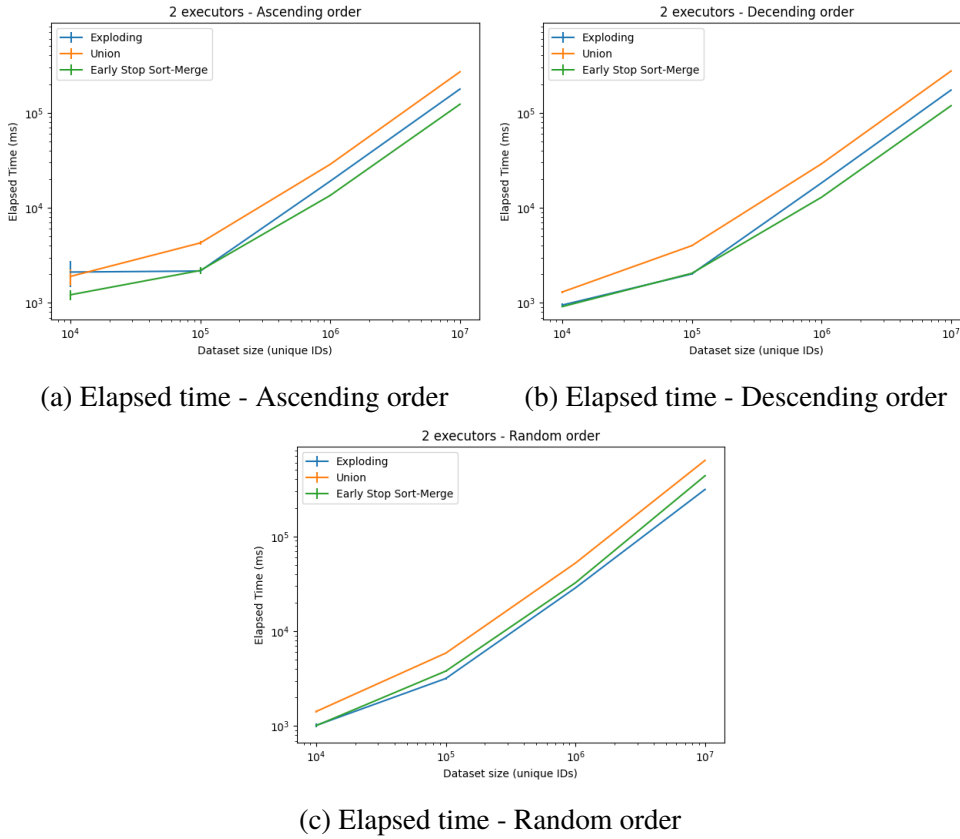 2 executors - Ascending order
Exploding
Union
Early Stop Sort-Merge
Elapsed Time (ms)
10^5
10^4
10^3
10^4 10^5 10^6 10^7
Dataset size (unique IDs)
(a) Elapsed time - Ascending order
2 executors - Decending order
Exploding
Union
Early Stop Sort-Merge
Elapsed Time (ms)
10^5
10^4
10^3
10^4 10^5 10^6 10^7
Dataset size (unique IDs)
(b) Elapsed time - Descending order
2 executors - Random order
Exploding
Union
Early Stop Sort-Merge
Elapsed Time (ms)
10^5
10^4
10^3
10^4 10^5 10^6 10^7
Dataset size (unique IDs)
(c) Elapsed time - Random order